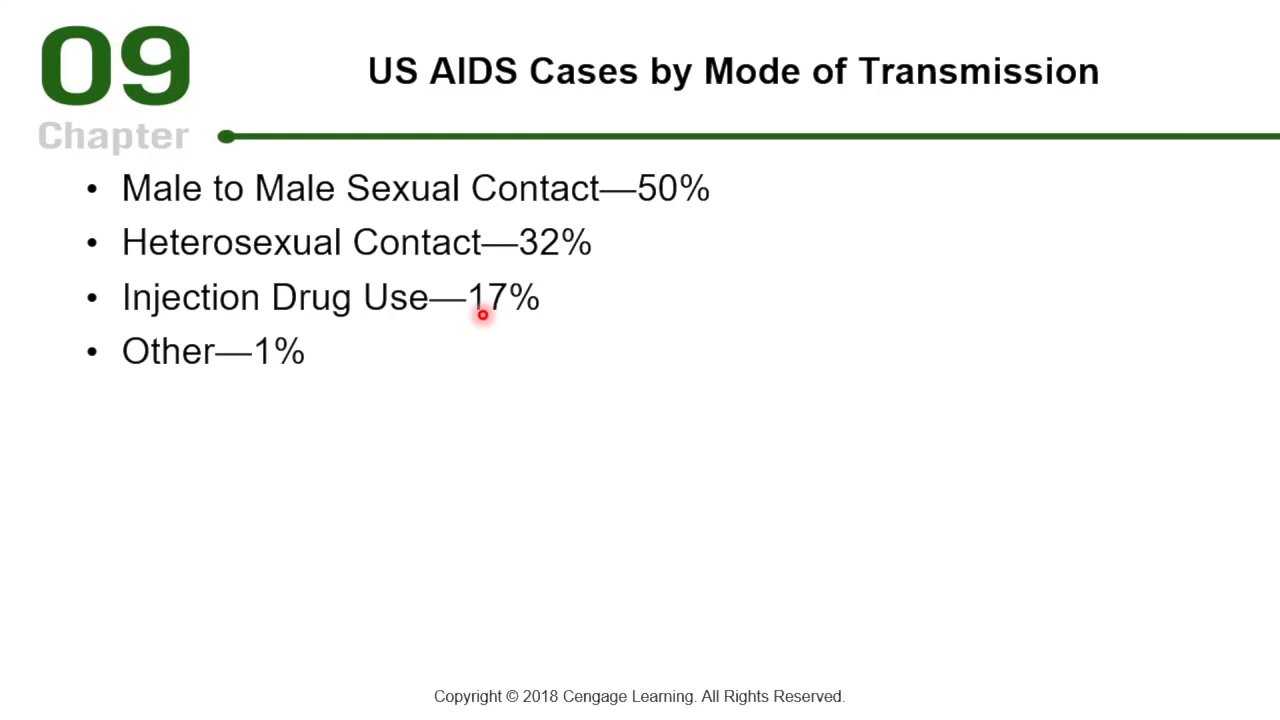 09
Chapter
US AIDS Cases by Mode of Transmission
• Male to Male Sexual Contact—50%
• Heterosexual Contact—32%
• Injection Drug Use—17%
• Other—1%
Copyright © 2018 Cengage Learning. All Rights Reserved.